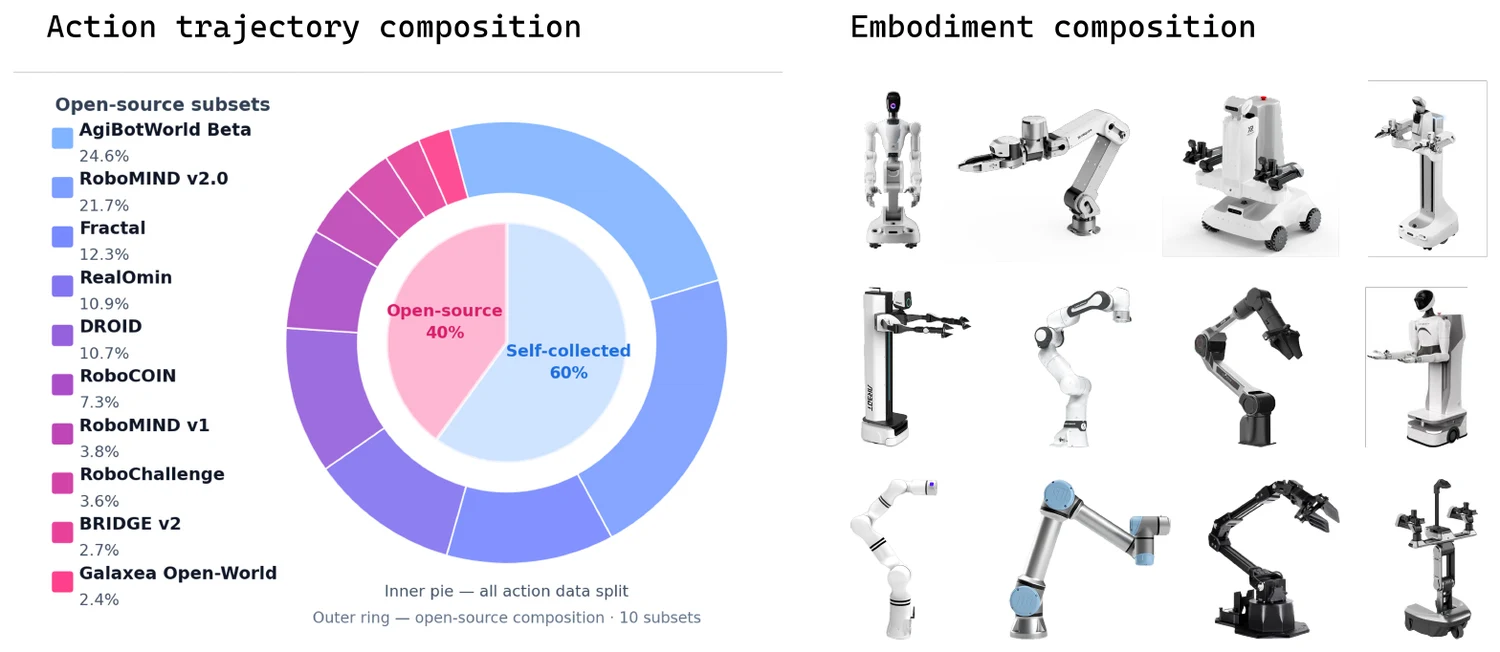 Action trajectory composition
Open-source subsets
AgiBotWorld Beta
24.6%
RoboMIND v2.0
21.7%
Fractal
12.3%
RealOmin
10.9%
DROID
10.7%
RoboCOIN
7.3%
RoboMIND v1
3.8%
RoboChallenge
3.6%
BRIDGE v2
2.7%
Galaxea Open-World
2.4%
Open-source
40%
Self-collected
60%
Inner pie — all action data split
Outer ring — open-source composition · 10 subsets
Embodiment composition